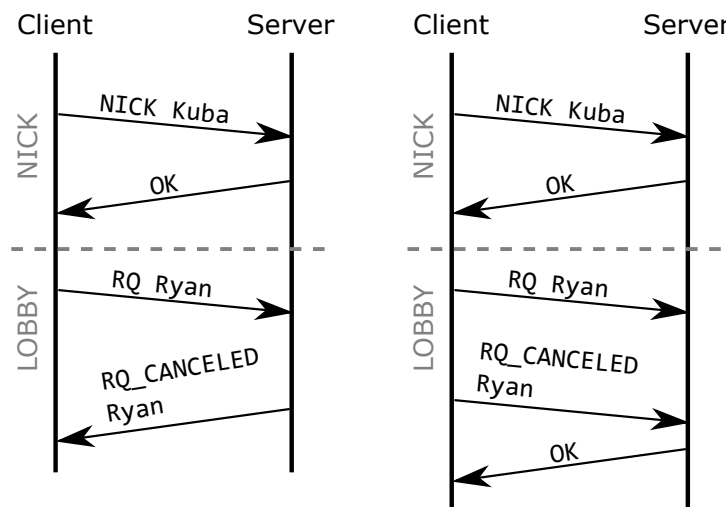 Client
Server
NICK
NICK Kuba
OK
LOBBY
RQ Ryan
RQ_CANCELED
Ryan
Client
Server
NICK
NICK Kuba
OK
LOBBY
RQ Ryan
RQ_CANCELED
Ryan
OK